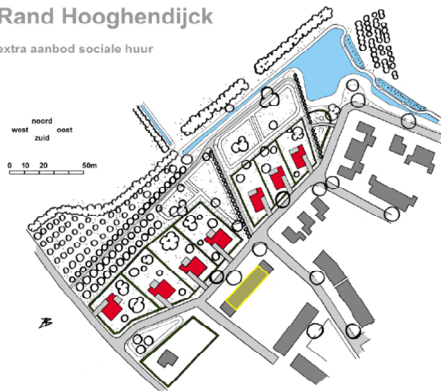 Rand Hooghendijck
extra aanbod sociale huur
noord
west oost
zuid
0 10 20 50m